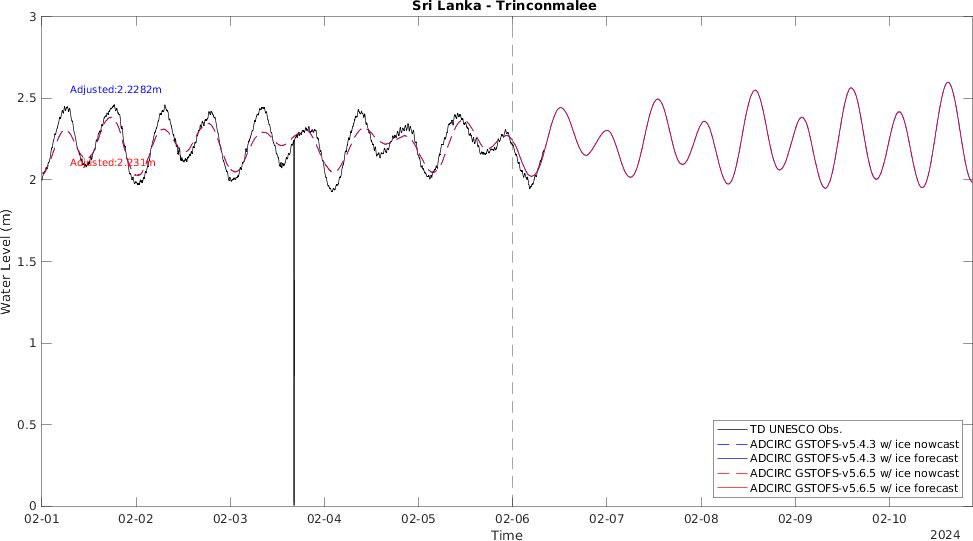 Sri Lanka - Trinconmalee
3
2.5
2
1.5
1
0.5
0
Water Level (m)
Adjusted:2.2282m
Adjusted:2.231m
TD UNESCO Obs.
ADCIRC GSTOFS-v5.4.3 w/ ice nowcast
ADCIRC GSTOFS-v5.4.3 w/ ice forecast
ADCIRC GSTOFS-v5.6.5 w/ ice nowcast
ADCIRC GSTOFS-v5.6.5 w/ ice forecast
02-01 02-02 02-03 02-04 02-05 02-06 02-07 02-08 02-09 02-10
Time
2024